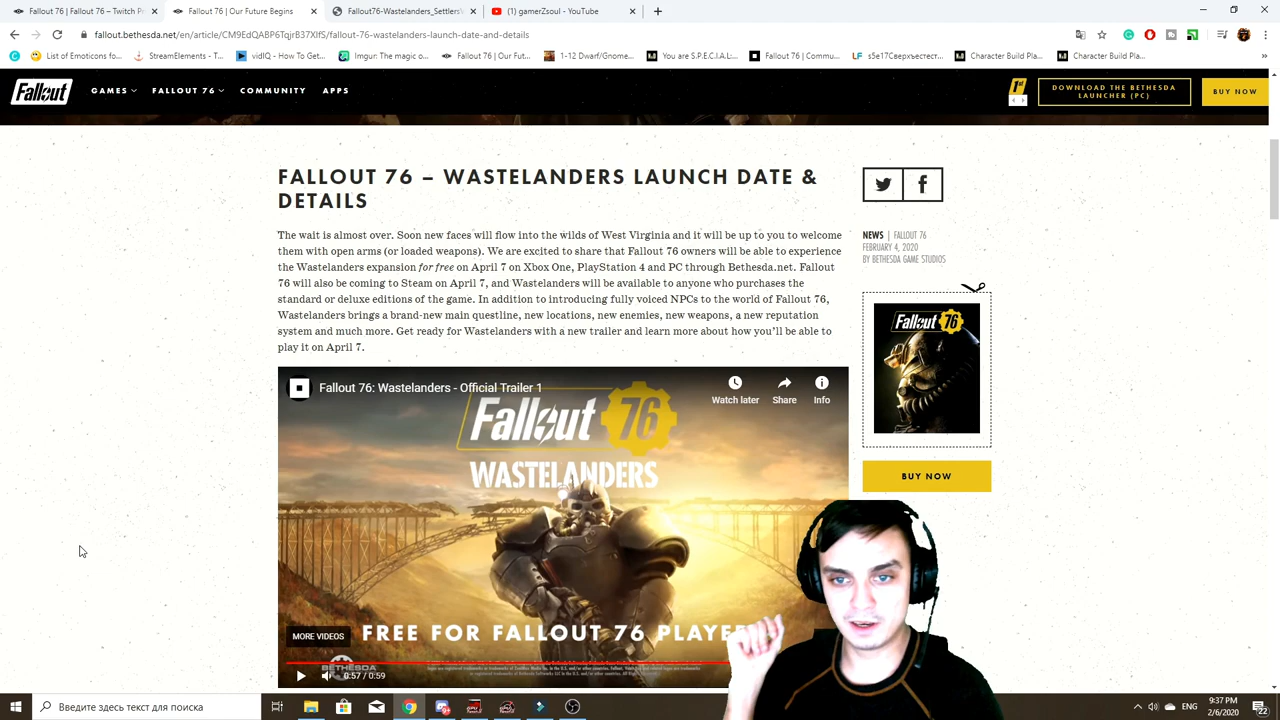 Fallout 76 | Fallout 76 – Twitch P
Fallout 76 | Our Future Begins
Fallout76-Wastelanders_Settlers
(1) gamerZsoul - YouTube
fallout.bethesda.net/en/article/CM9EdQABP6TqjrB37XIfS/fallout-76-wastelanders-launch-date-and-details
List of Emoticons fo...
StreamElements - T...
vidIQ - How To Get...
Imgur: The magic o...
Fallout 76 | Our Fut...
1-12 Dwarf/Gnome...
You are S.P.E.C.I.A.L:...
Fallout 76 | Commu...
s5e17Сверхъестест...
Character Build Pla...
Character Build Pla...
Fallout
GAMES
FALLOUT 76
COMMUNITY
APPS
1st
DOWNLOAD THE BETHESDA
LAUNCHER (PC)
BUY NOW
FALLOUT 76 – WASTELANDERS LAUNCH DATE &
DETAILS
The wait is almost over. Soon new faces will flow into the wilds of West Virginia and it will be up to you to welcome
them with open arms (or loaded weapons). We are excited to share that Fallout 76 owners will be able to experience
the Wastelanders expansion for free on April 7 on Xbox One, PlayStation 4 and PC through Bethesda.net. Fallout
76 will also be coming to Steam on April 7, and Wastelanders will be available to anyone who purchases the
standard or deluxe editions of the game. In addition to introducing fully voiced NPCs to the world of Fallout 76,
Wastelanders brings a brand-new main questline, new locations, new enemies, new weapons, a new reputation
system and much more. Get ready for Wastelanders with a new trailer and learn more about how you'll be able to
play it on April 7.
NEWS | FALLOUT 76
FEBRUARY 4, 2020
BY BETHESDA GAME STUDIOS
Fallout 76
BUY NOW
Fallout 76: Wastelanders - Official Trailer 1
Watch later
Share
Info
Fallout 76
WASTELANDERS
MORE VIDEOS
FREE FOR FALLOUT 76 PLAYE
BETHESDA
0:57 / 0:59
Введите здесь текст для поиска
ENG
9:37 PM
2/6/2020
22